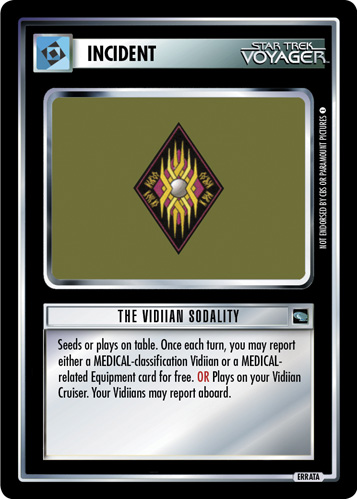 INCIDENT
STAR TREK
VOYAGER™
NOT ENDORSED BY CBS OR PARAMOUNT PICTURES
THE VIDIIAN SODALITY
Seeds or plays on table. Once each turn, you may report
either a MEDICAL-classification Vidiian or a MEDICAL-
related Equipment card for free. OR Plays on your Vidiian
Cruiser. Your Vidiians may report aboard.
ERRATA